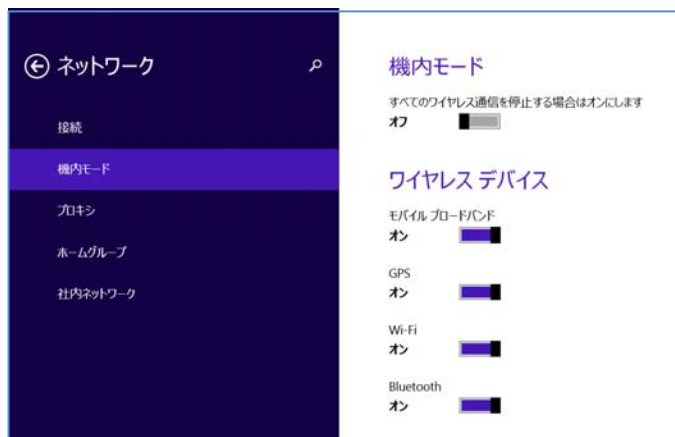 ネットワーク
接続
機内モード
プロキシ
ホームグループ
社内ネットワーク
機内モード
すべてのワイヤレス通信を停止する場合はオンにします
オフ
ワイヤレス デバイス
モバイル ブロードバンド
オン
GPS
オン
Wi-Fi
オン
Bluetooth
オン